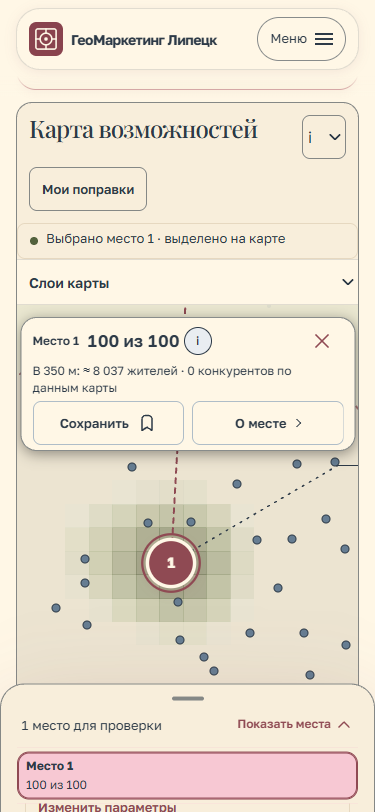 ГеоМаркетинг Липецк
Меню
Карта возможностей
i
Мои поправки
Выбрано место 1 · выделено на карте
Слои карты
Место 1 100 из 100 i
В 350 м: ≈ 8 037 жителей · 0 конкурентов по
данным карты
Сохранить
О месте
1
1 место для проверки
Показать места
Место 1
100 из 100
Изменить параметры